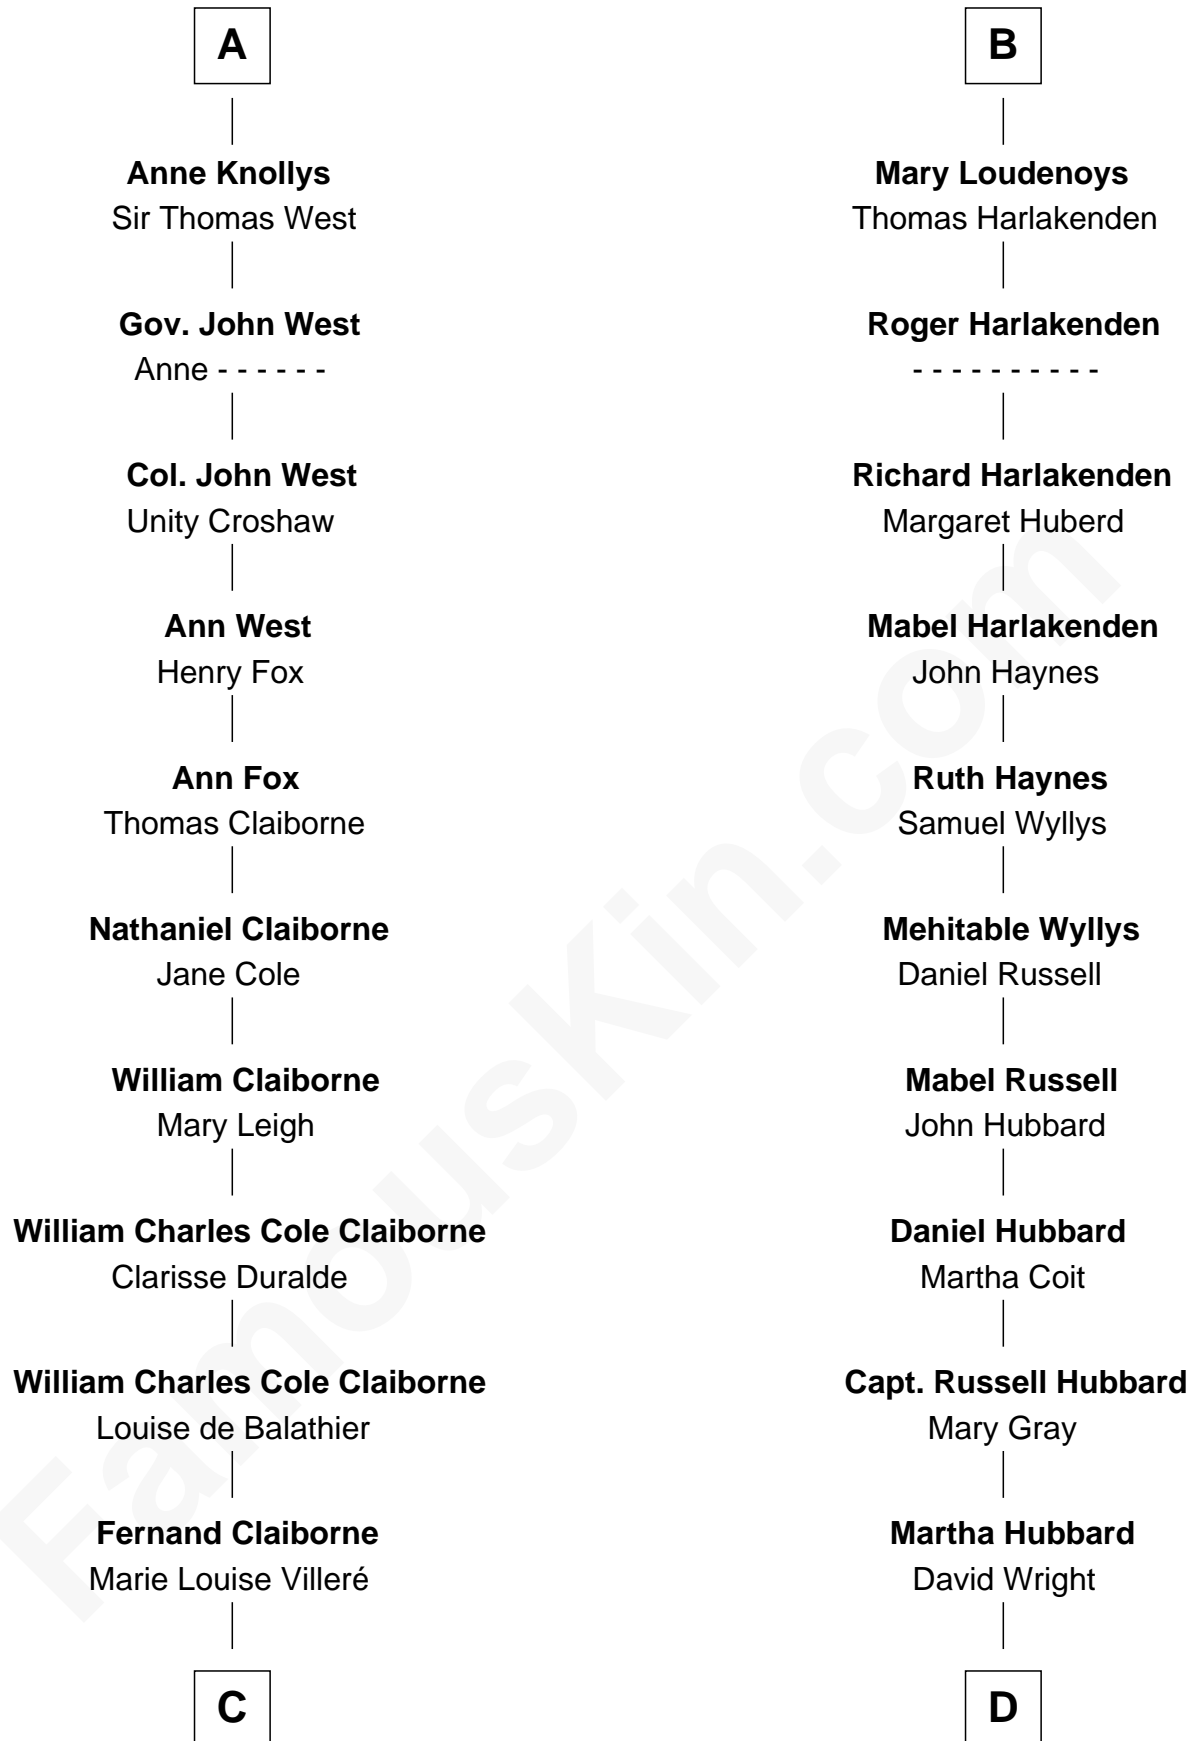 A
Anne Knollys
Sir Thomas West
Gov. John West
Anne - - - - - -
Col. John West
Unity Croshaw
Ann West
Henry Fox
Ann Fox
Thomas Claiborne
Nathaniel Claiborne
Jane Cole
William Claiborne
Mary Leigh
William Charles Cole Claiborne
Clarisse Duralde
William Charles Cole Claiborne
Louise de Balathier
Fernand Claiborne
Marie Louise Villeré
C
B
Mary Loudenoys
Thomas Harlakenden
Roger Harlakenden
- - - - - - - - - -
Richard Harlakenden
Margaret Huberd
Mabel Harlakenden
John Haynes
Ruth Haynes
Samuel Wyllys
Mehitable Wyllys
Daniel Russell
Mabel Russell
John Hubbard
Daniel Hubbard
Martha Coit
Capt. Russell Hubbard
Mary Gray
Martha Hubbard
David Wright
D
FamousKin.com